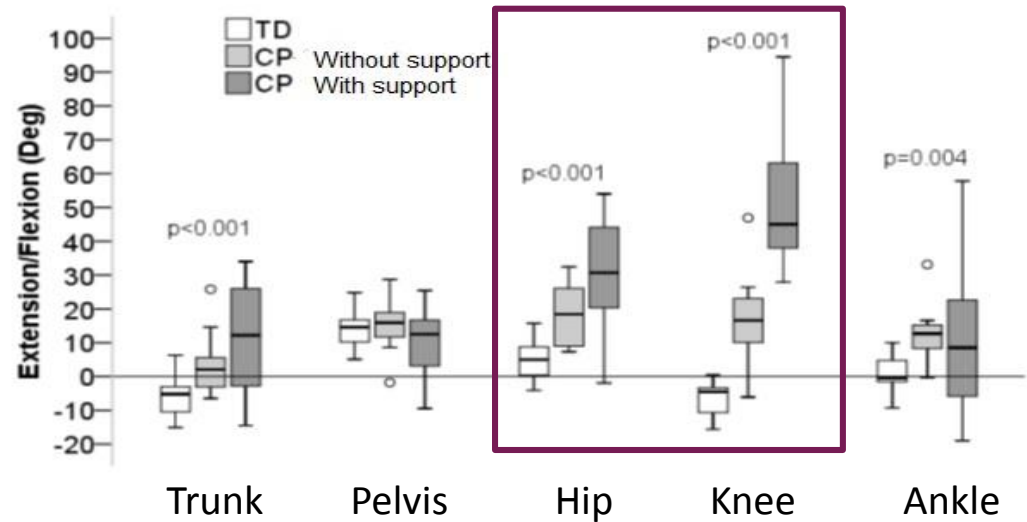 TD
CP Without support
CP With support
Extension/Flexion (Deg)
100
90
80
70
60
50
40
30
20
10
0
-10
-20
p<0.001
p<0.001
p<0.001
p=0.004
Trunk Pelvis Hip Knee Ankle